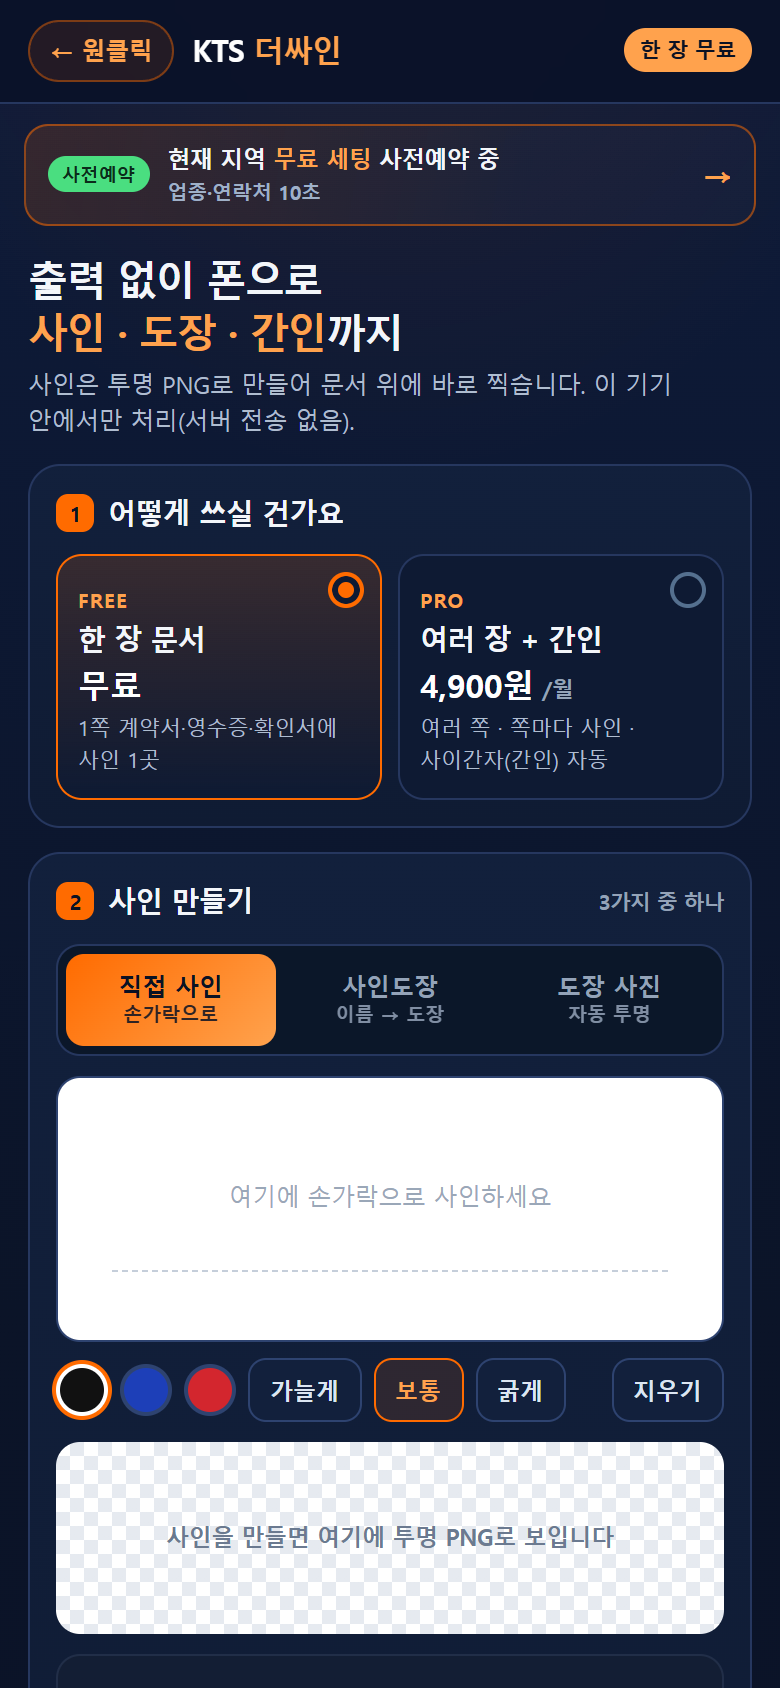 ← 원클릭
KTS 더싸인
한 장 무료
사전예약
현재 지역 무료 세팅 사전예약 중
업종·연락처 10초
→
출력 없이 폰으로
사인 · 도장 · 간인까지
사인은 투명 PNG로 만들어 문서 위에 바로 찍습니다. 이 기기
안에서만 처리(서버 전송 없음).
1 어떻게 쓰실 건가요
FREE
한 장 문서
무료
1쪽 계약서·영수증·확인서에
사인 1곳
PRO
여러 장 + 간인
4,900원 /월
여러 쪽 · 쪽마다 사인 ·
사이간자(간인) 자동
2 사인 만들기
3가지 중 하나
직접 사인
손가락으로
사인도장
이름 → 도장
도장 사진
자동 투명
여기에 손가락으로 사인하세요
가늘게
보통
굵게
지우기
사인을 만들면 여기에 투명 PNG로 보입니다